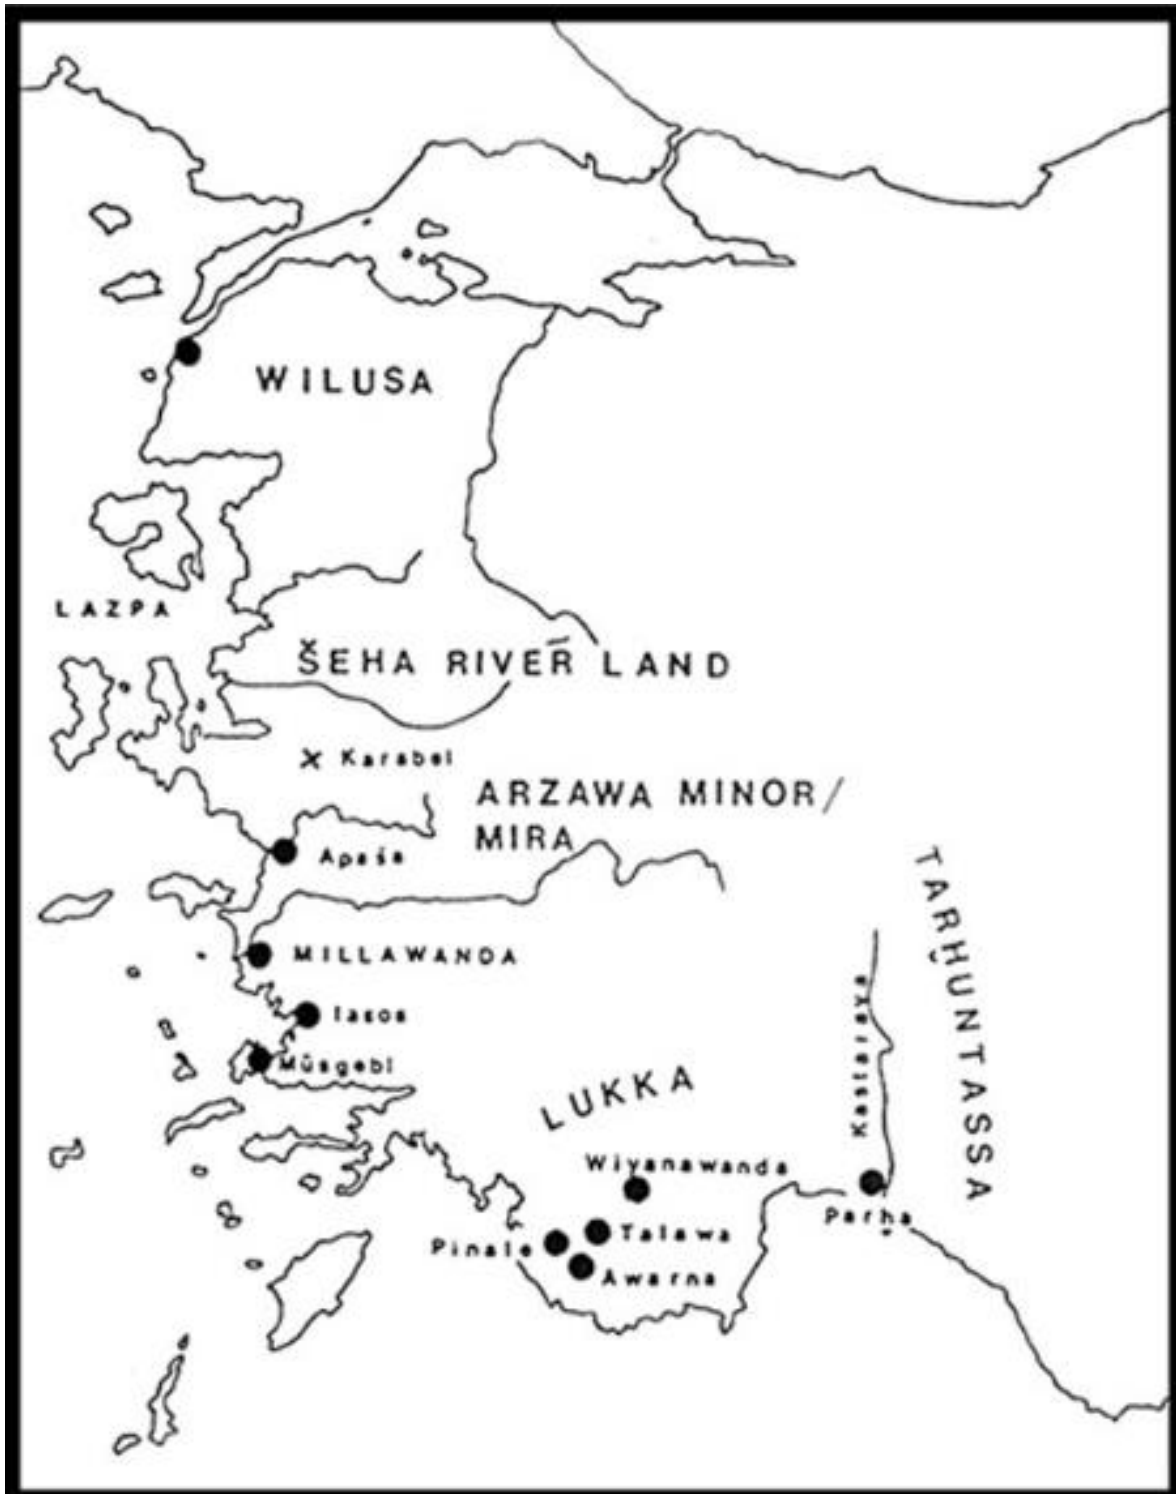 WILUSA
LAZPA
ŠEHA RIVER LAND
Karabel
ARZAWA MINOR/
MIRA
Apaša
TARḪUNTASSA
MILLAWANDA
Kastaraya
Iasos
Müsgebi
LUKKA
Wiyanawanda
Parha
Talawa
Pinale
Awarna